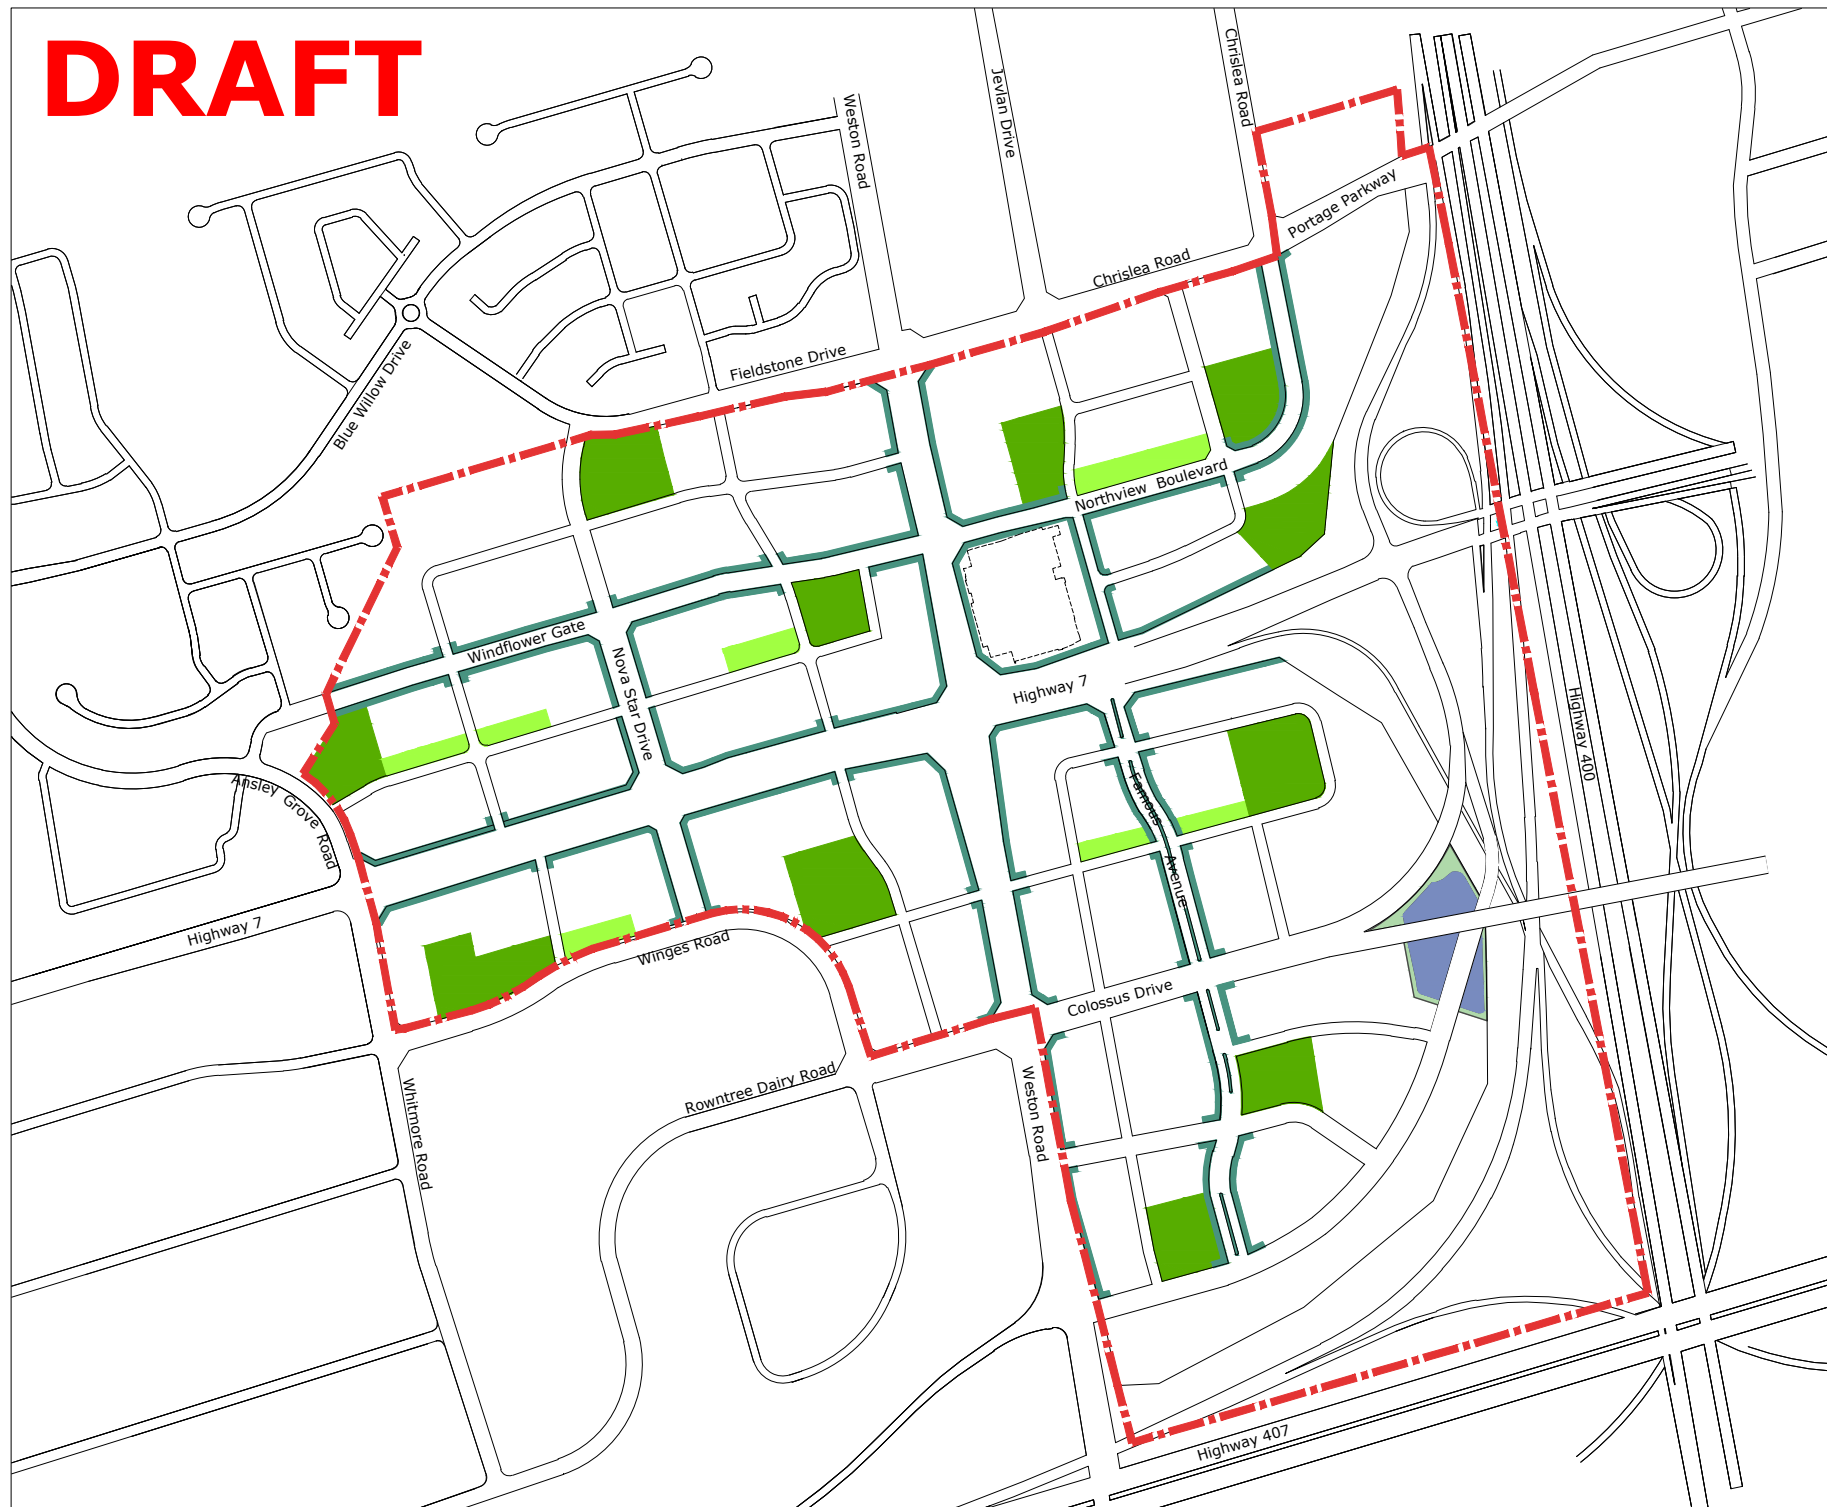 DRAFT
Chrislea Road
Jevlan Drive
Weston Road
Portage Parkway
Chrislea Road
Fieldstone Drive
Blue Willow Drive
Northview Boulevard
Windflower Gate
Nova Star Drive
Highway 7
Highway 400
Ansley Grove Road
Famous Avenue
Highway 7
Winges Road
Colossus Drive
Rowntree Dairy Road
Whitmore Road
Weston Road
Highway 407